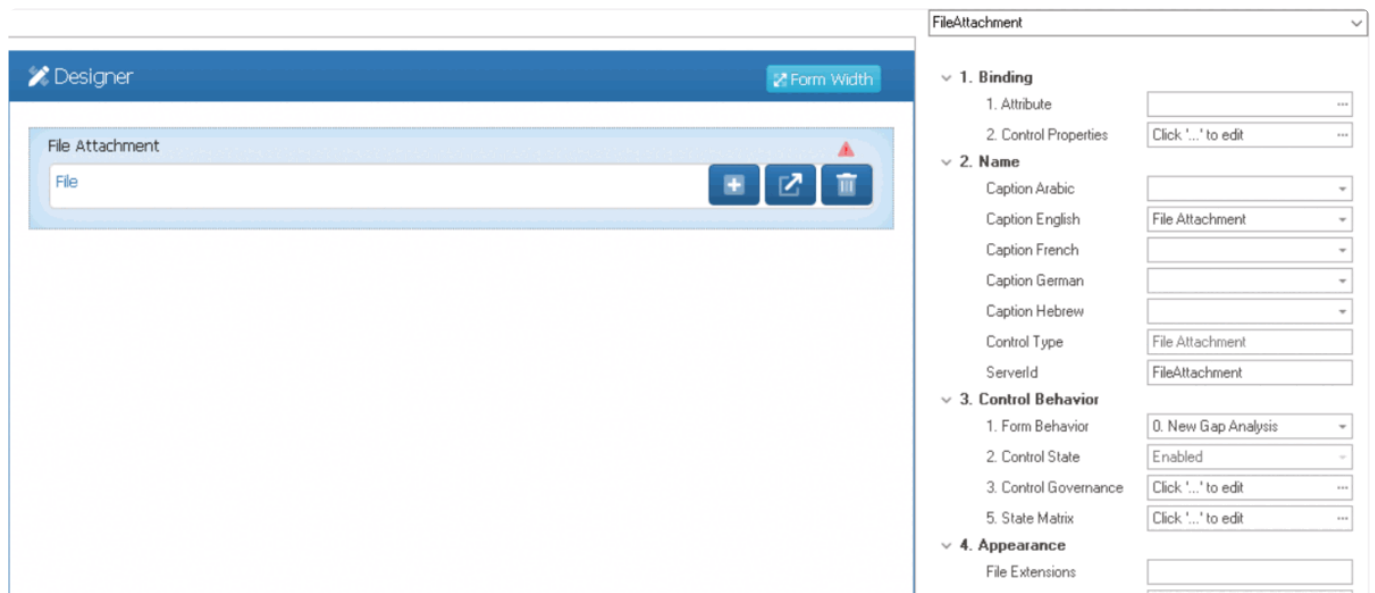 FileAttachment
Designer
Form Width
File Attachment
File
1. Binding
1. Attribute ...
2. Control Properties Click '...' to edit ...
2. Name
Caption Arabic
Caption English File Attachment
Caption French
Caption German
Caption Hebrew
Control Type File Attachment
ServerId FileAttachment
3. Control Behavior
1. Form Behavior 0. New Gap Analysis
2. Control State Enabled
3. Control Governance Click '...' to edit ...
5. State Matrix Click '...' to edit ...
4. Appearance
File Extensions